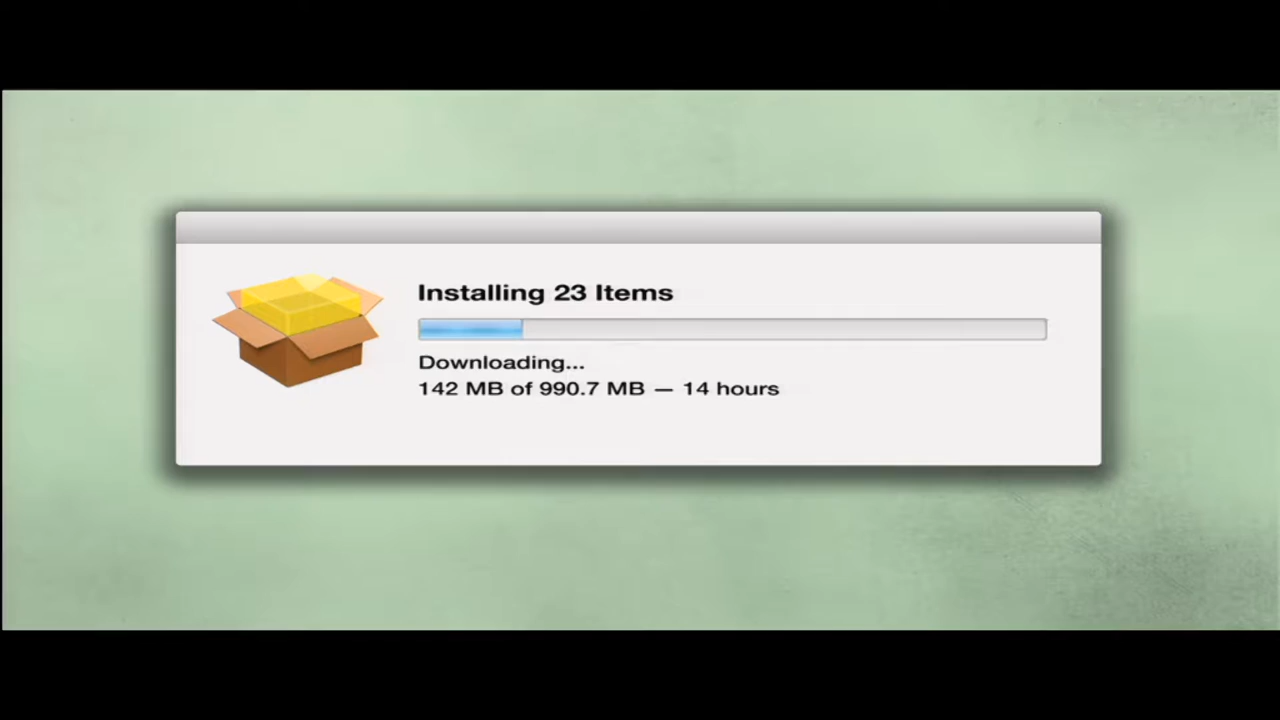 Installing 23 Items
Downloading...
142 MB of 990.7 MB — 14 hours